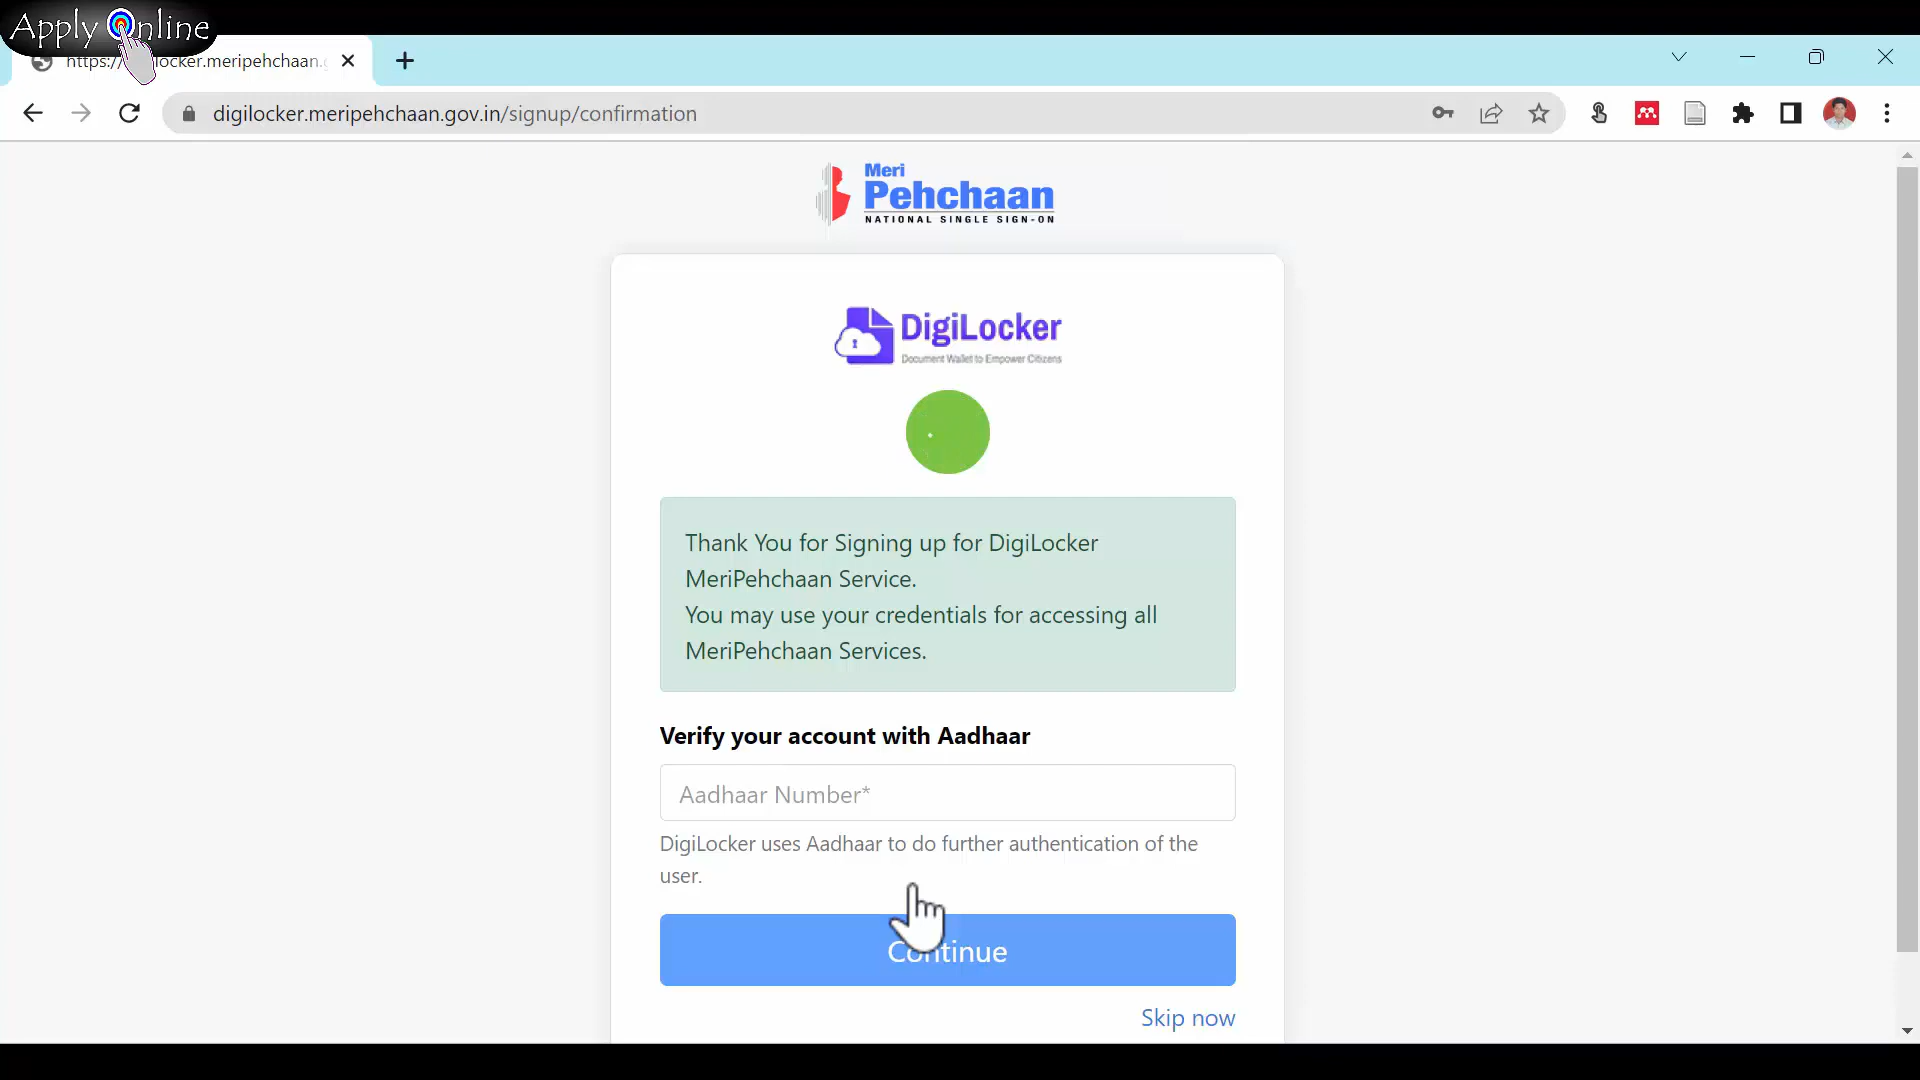 Apply Online
https://
locker.meripehchaan.
digilocker.meripehchaan.gov.in/signup/confirmation
Meri
Pehchaan
NATIONAL SINGLE SIGN-ON
DigiLocker
Document Wallet to Empower Citizens
Thank You for Signing up for DigiLocker
MeriPehchaan Service.
You may use your credentials for accessing all
MeriPehchaan Services.
Verify your account with Aadhaar
Aadhaar Number*
DigiLocker uses Aadhaar to do further authentication of the
user.
Continue
Skip now